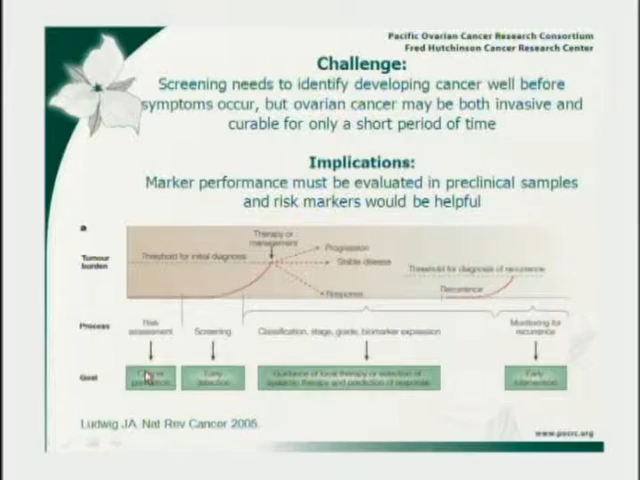 Pacific Ovarian Cancer Research Consortium
Fred Hutchinson Cancer Research Center
Challenge:
Screening needs to identify developing cancer well before
symptoms occur, but ovarian cancer may be both invasive and
curable for only a short period of time
Implications:
Marker performance must be evaluated in preclinical samples
and risk markers would be helpful
a
Therapy or
management
Progression
Tumour
burden
Threshold for initial diagnosis
Stable disease
Threshold for diagnosis of recurrence
Recurrence
Response
Process
Risk
assessment
Screening
Classification, stage, grade, biomarker expression
Monitoring for
recurrence
Goal
Cancer
prevention
Early
detection
Guidance of local therapy or selection of
systemic therapy and prediction of response
Early
intervention
Ludwig JA. Nat Rev Cancer 2005.
www.pocrc.org